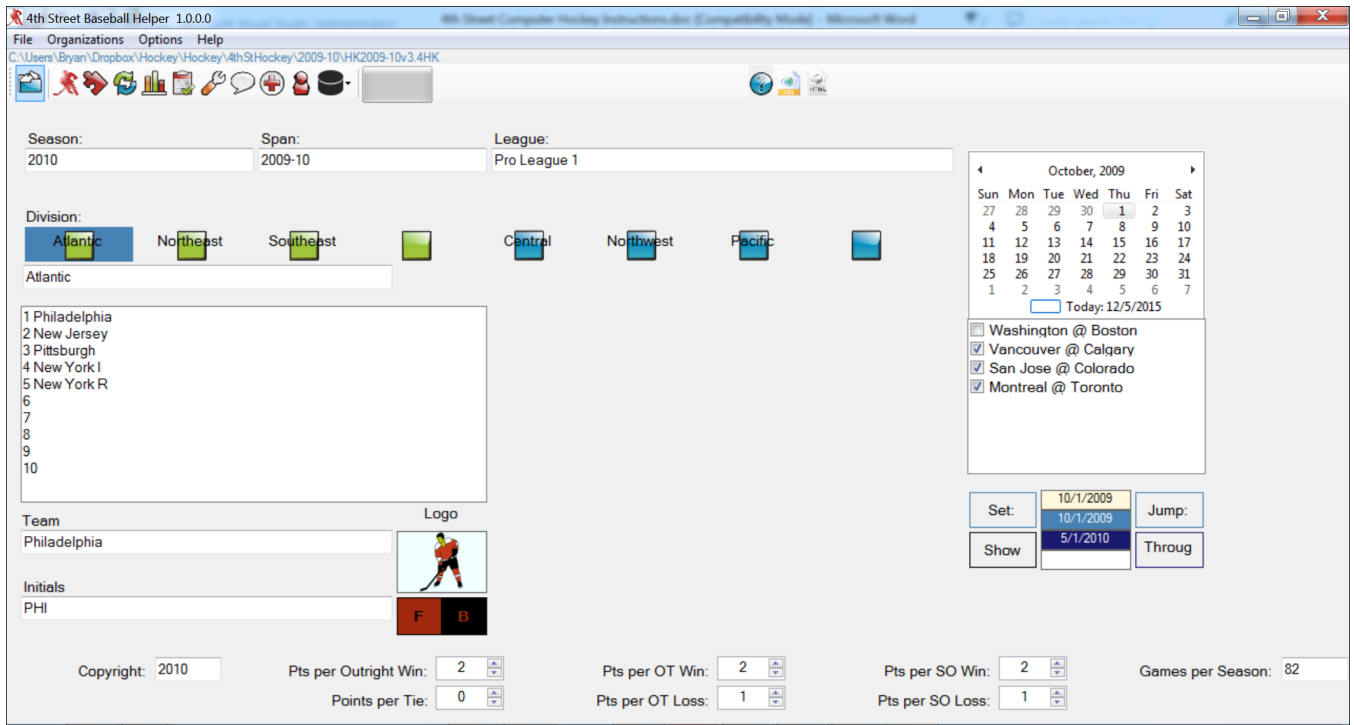 4th Street Baseball Helper 1.0.0.0
4th Street Computer Hockey Instructions.doc [Compatibility Mode] - Microsoft Word
File Organizations Options Help
C:\Users\Bryan\Dropbox\Hockey\Hockey\4thStHockey\2009-10\HK2009-10v3.4HK
HTML
Season: Span: League:
2010 2009-10 Pro League 1
October, 2009
Sun Mon Tue Wed Thu Fri Sat
27 28 29 30 1 2 3
4 5 6 7 8 9 10
11 12 13 14 15 16 17
18 19 20 21 22 23 24
25 26 27 28 29 30 31
1 2 3 4 5 6 7
Today: 12/5/2015
Division:
Atlantic Northeast Southeast Central Northwest Pacific
Atlantic
1 Philadelphia
2 New Jersey
3 Pittsburgh
4 New York I
5 New York R
6
7
8
9
10
Washington @ Boston
Vancouver @ Calgary
San Jose @ Colorado
Montreal @ Toronto
Set: 10/1/2009 Jump:
10/1/2009
Show 5/1/2010 Throug
Team Logo
Philadelphia
Initials
PHI
F B
Copyright: 2010 Pts per Outright Win: 2 Pts per OT Win: 2 Pts per SO Win: 2 Games per Season: 82
Points per Tie: 0 Pts per OT Loss: 1 Pts per SO Loss: 1